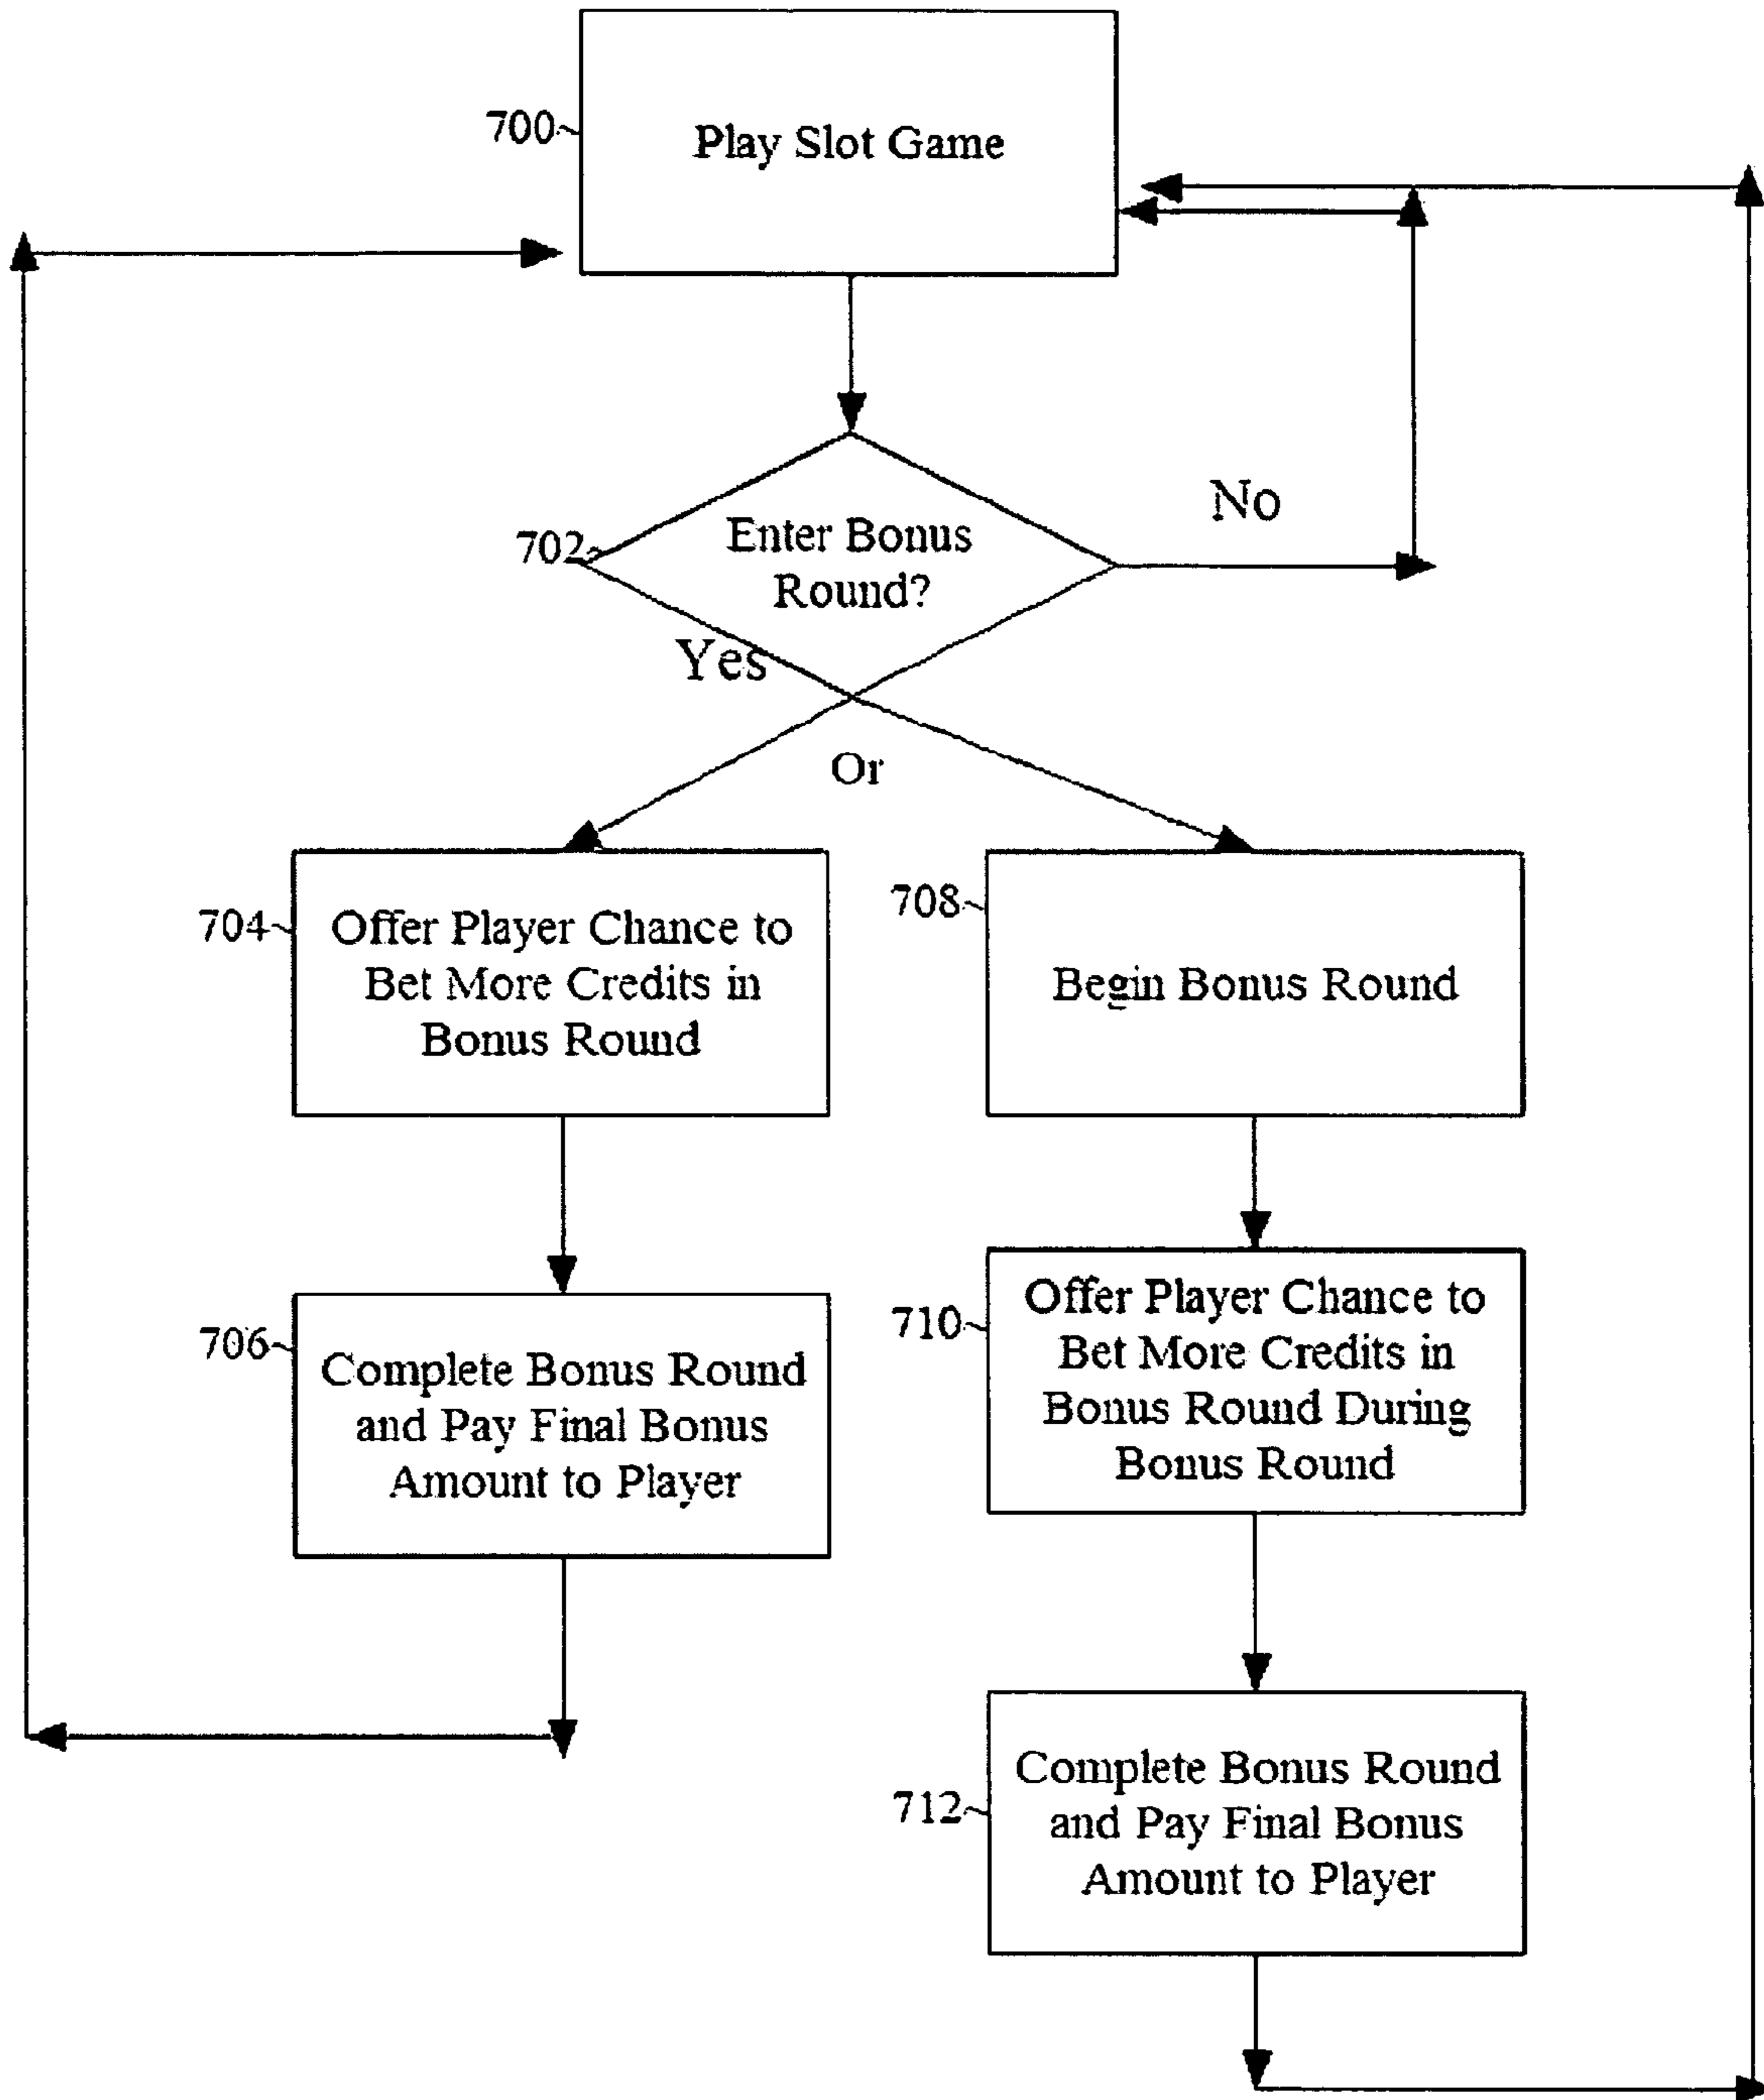 700
Play Slot Game
702
Enter Bonus
Round?
No
Yes
Or
704
Offer Player Chance to
Bet More Credits in
Bonus Round
708
Begin Bonus Round
706
Complete Bonus Round
and Pay Final Bonus
Amount to Player
710
Offer Player Chance to
Bet More Credits in
Bonus Round During
Bonus Round
712
Complete Bonus Round
and Pay Final Bonus
Amount to Player